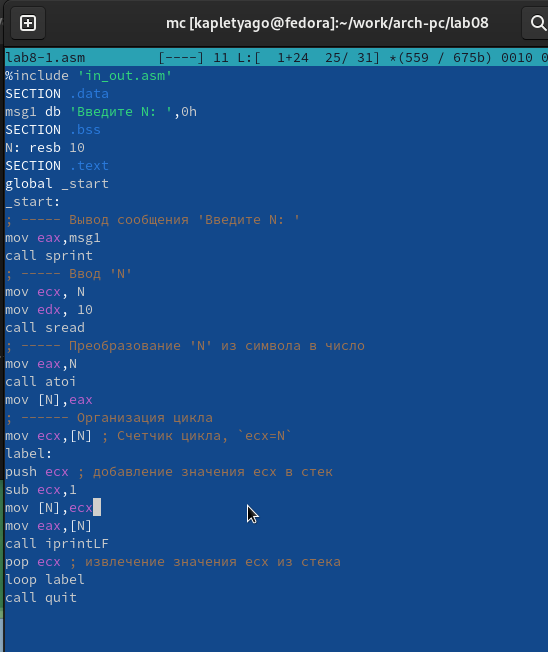 mc [kapletyago@fedora]:~/work/arch-pc/lab08
lab8-1.asm [----] 11 L:[ 1+24 25/ 31] *(559 / 675b) 0010 0
%include 'in_out.asm'
SECTION .data
msg1 db 'Введите N: ',0h
SECTION .bss
N: resb 10
SECTION .text
global _start
_start:
; ----- Вывод сообщения 'Введите N: '
mov eax,msg1
call sprint
; ----- Ввод 'N'
mov ecx, N
mov edx, 10
call sread
; ----- Преобразование 'N' из символа в число
mov eax,N
call atoi
mov [N],eax
; ------ Организация цикла
mov ecx,[N] ; Счетчик цикла, `ecx=N`
label:
push ecx ; добавление значения ecx в стек
sub ecx,1
mov [N],ecx
mov eax,[N]
call iprintLF
pop ecx ; извлечение значения ecx из стека
loop label
call quit